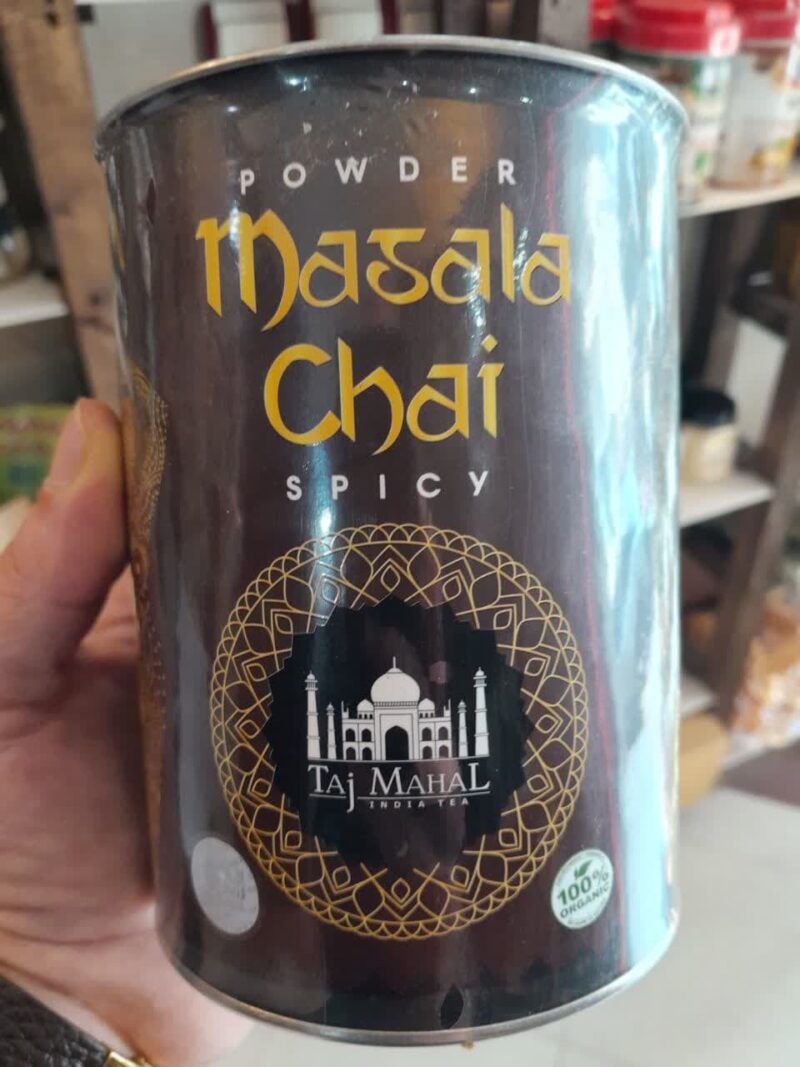 POWDER
Masala
Chai
SPICY
TAJ MAHAL
INDIA TEA
100%
ORGANIC